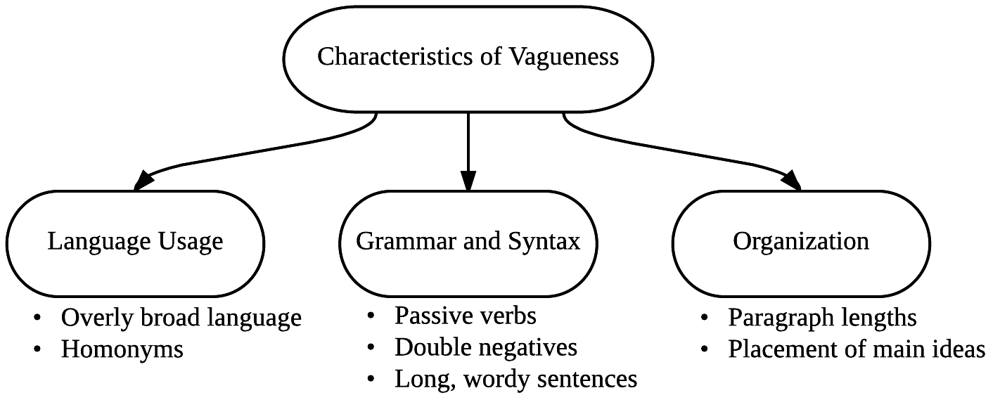 Characteristics of Vagueness
Language Usage
• Overly broad language
• Homonyms
Grammar and Syntax
• Passive verbs
• Double negatives
• Long, wordy sentences
Organization
• Paragraph lengths
• Placement of main ideas